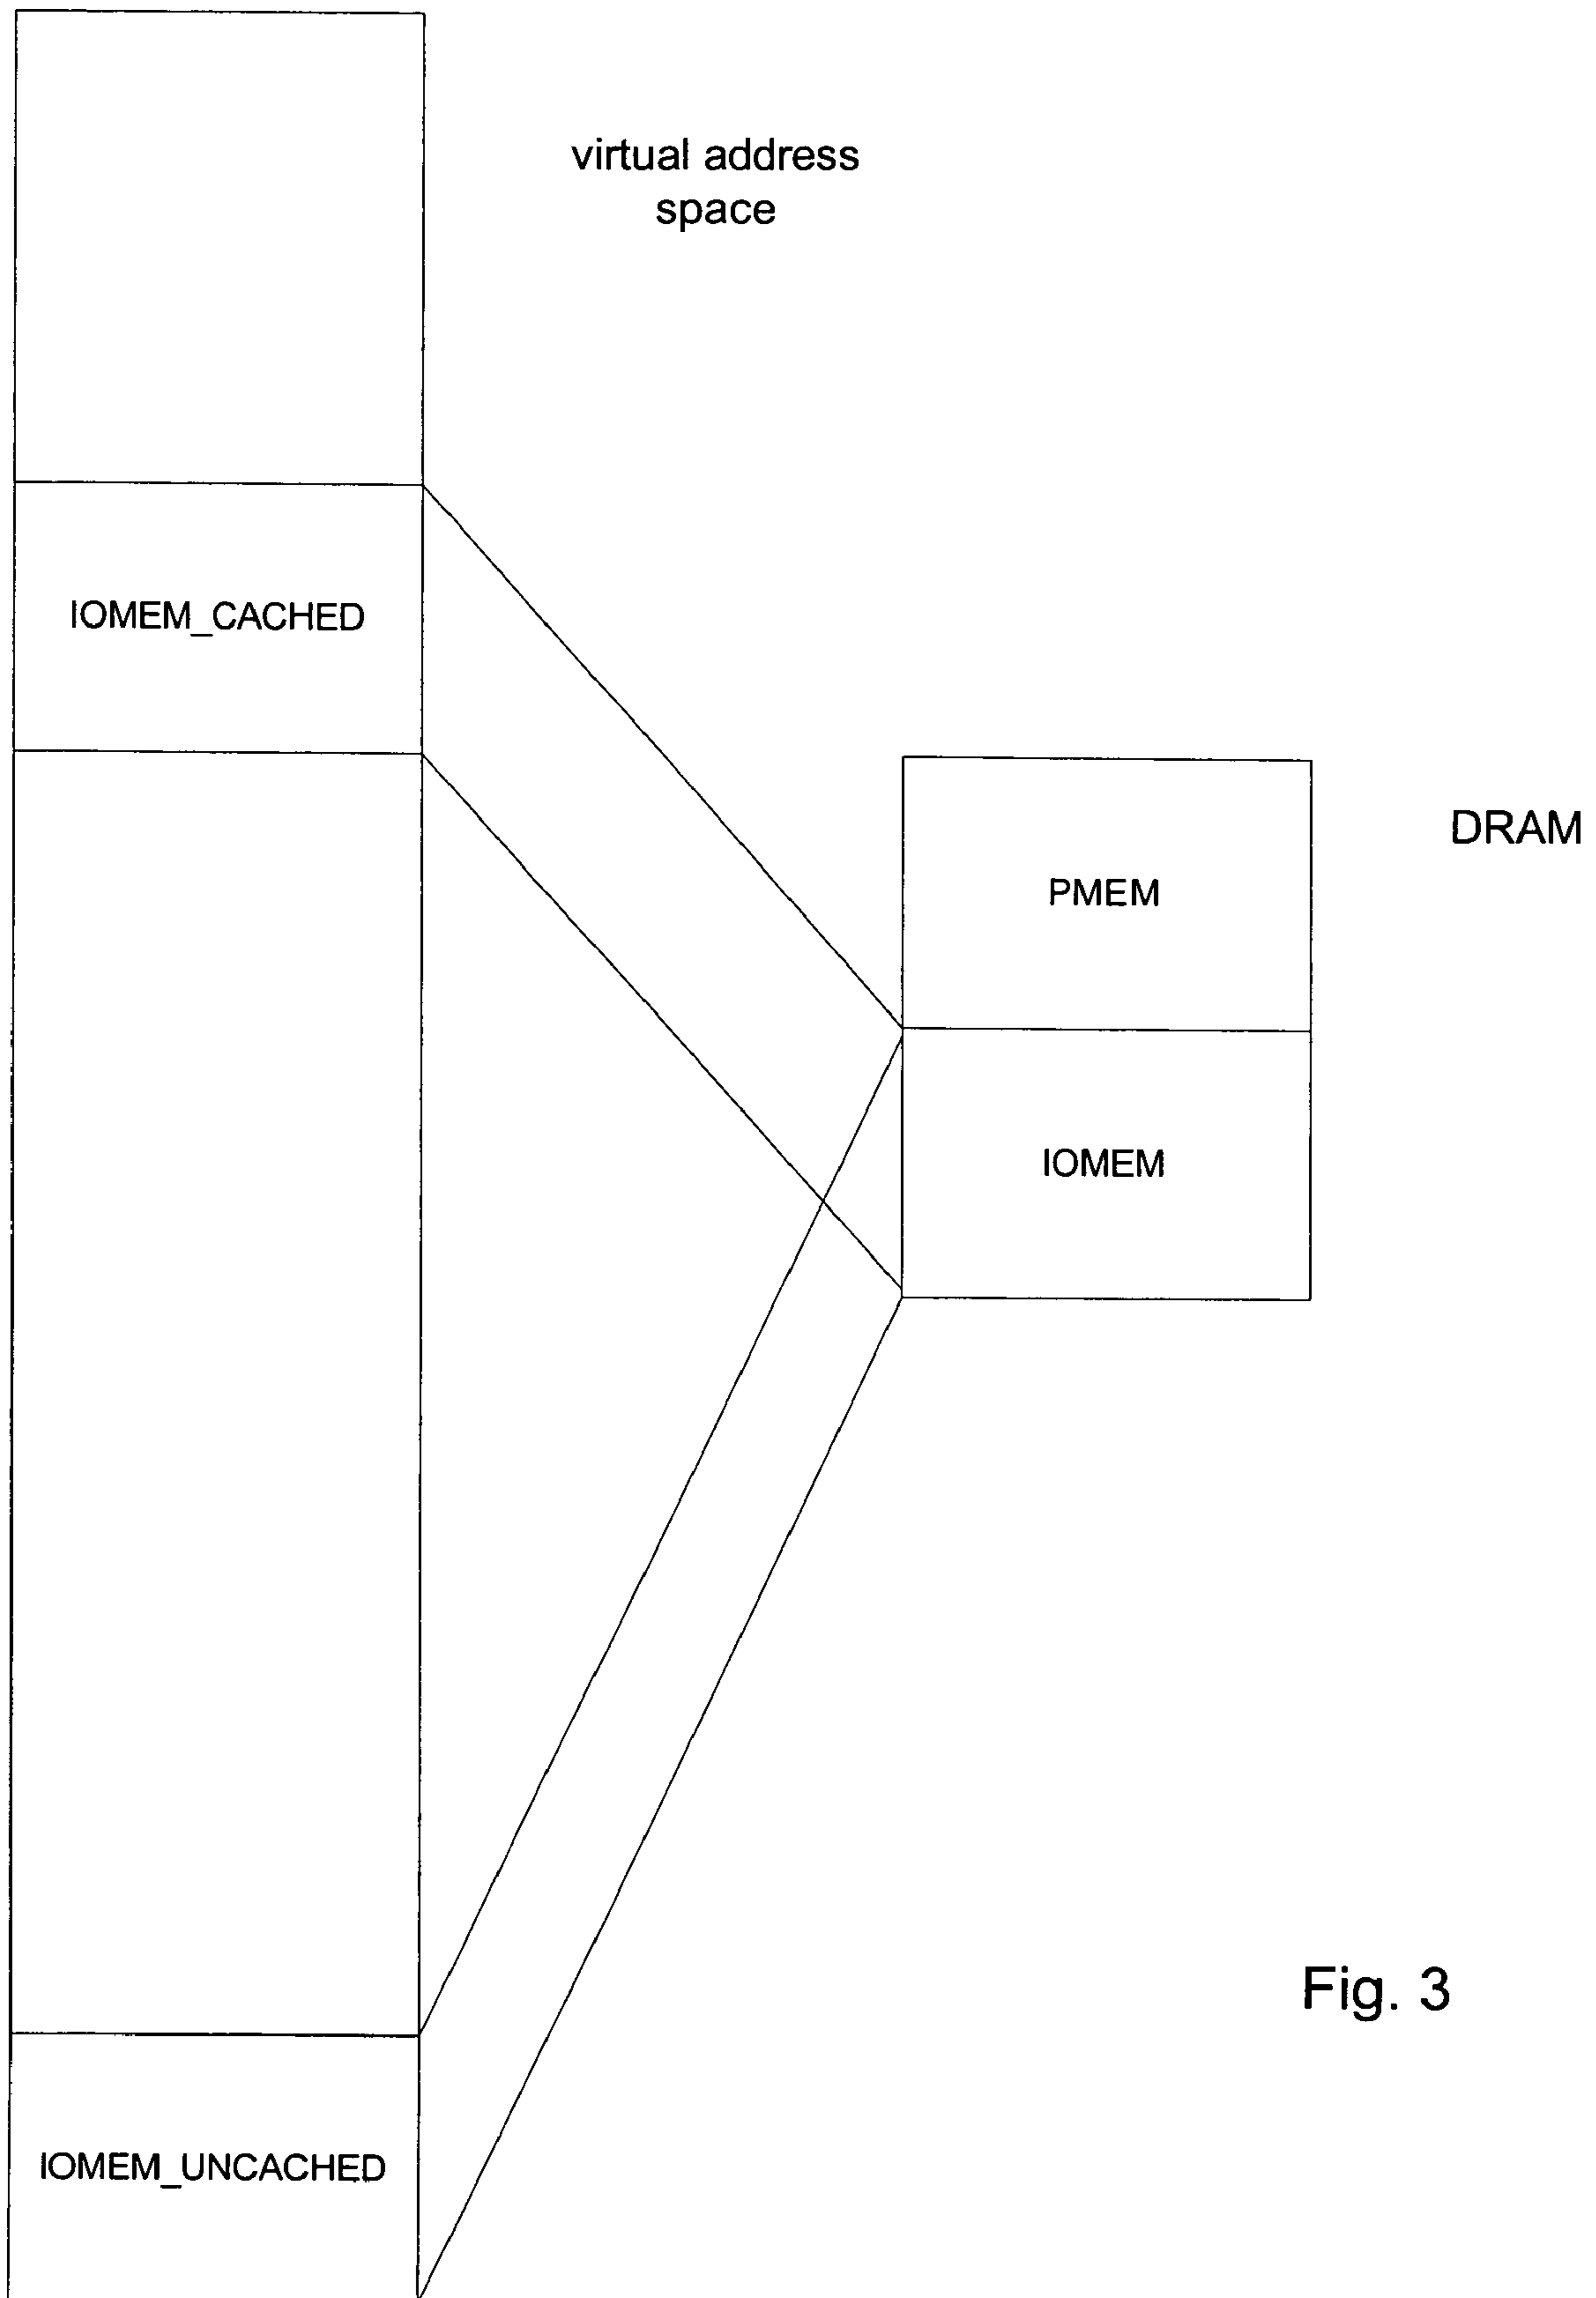 virtual address
space
IOMEM_CACHED
DRAM
PMEM
IOMEM
Fig. 3
IOMEM_UNCACHED